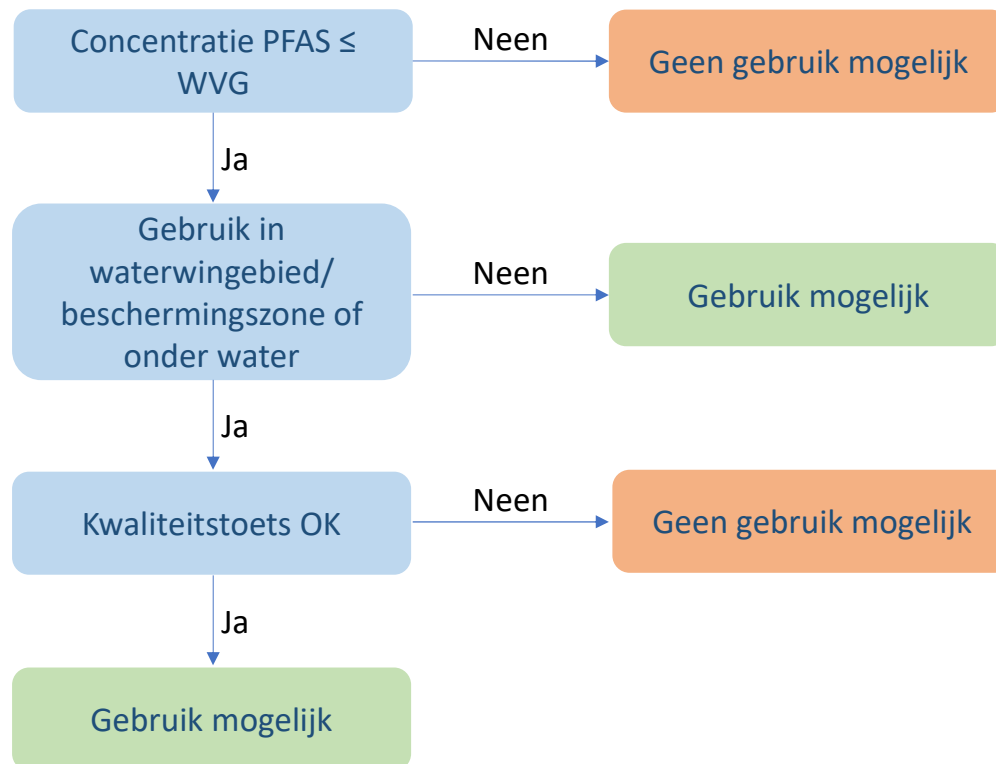 Concentratie PFAS ≤
WVG
Neen
Geen gebruik mogelijk
Ja
Gebruik in
waterwingebied/
beschermingszone of
onder water
Neen
Gebruik mogelijk
Ja
Kwaliteitstoets OK
Neen
Geen gebruik mogelijk
Ja
Gebruik mogelijk